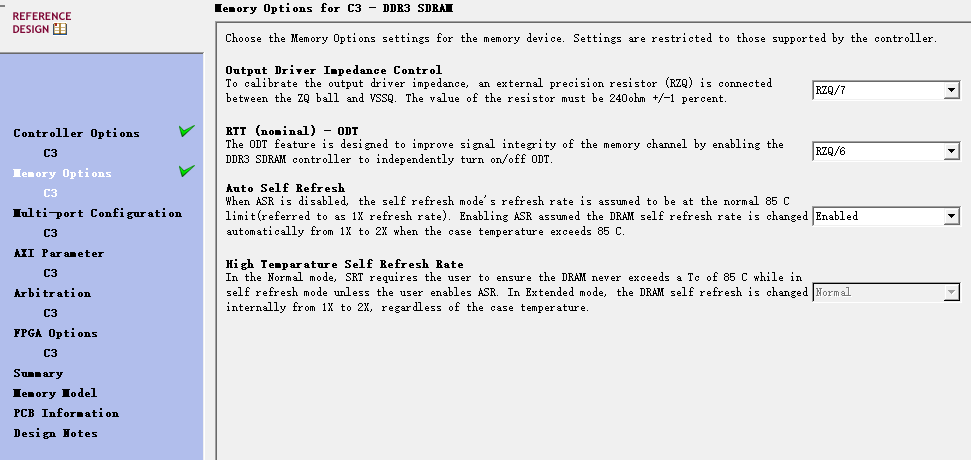 REFERENCE
DESIGN
Controller Options
C3
Memory Options
C3
Multi-port Configuration
C3
AXI Parameter
C3
Arbitration
C3
FPGA Options
C3
Summary
Memory Model
PCB Information
Design Notes
Memory Options for C3 - DDR3 SDRAM
Choose the Memory Options settings for the memory device. Settings are restricted to those supported by the controller.
Output Driver Impedance Control
To calibrate the output driver impedance, an external precision resistor (RZQ) is connected
between the ZQ ball and VSSQ. The value of the resistor must be 240ohm +/-1 percent.
RZQ/7
RTT (nominal) - ODT
The ODT feature is designed to improve signal integrity of the memory channel by enabling the
DDR3 SDRAM controller to independently turn on/off ODT.
RZQ/6
Auto Self Refresh
When ASR is disabled, the self refresh mode's refresh rate is assumed to be at the normal 85 C
limit(referred to as 1X refresh rate). Enabling ASR assumed the DRAM self refresh rate is changed
automatically from 1X to 2X when the case temperature exceeds 85 C.
Enabled
High Temparature Self Refresh Rate
In the Normal mode, SRT requires the user to ensure the DRAM never exceeds a Tc of 85 C while in
self refresh mode unless the user enables ASR. In Extended mode, the DRAM self refresh is changed
internally from 1X to 2X, regardless of the case temperature.
Normal